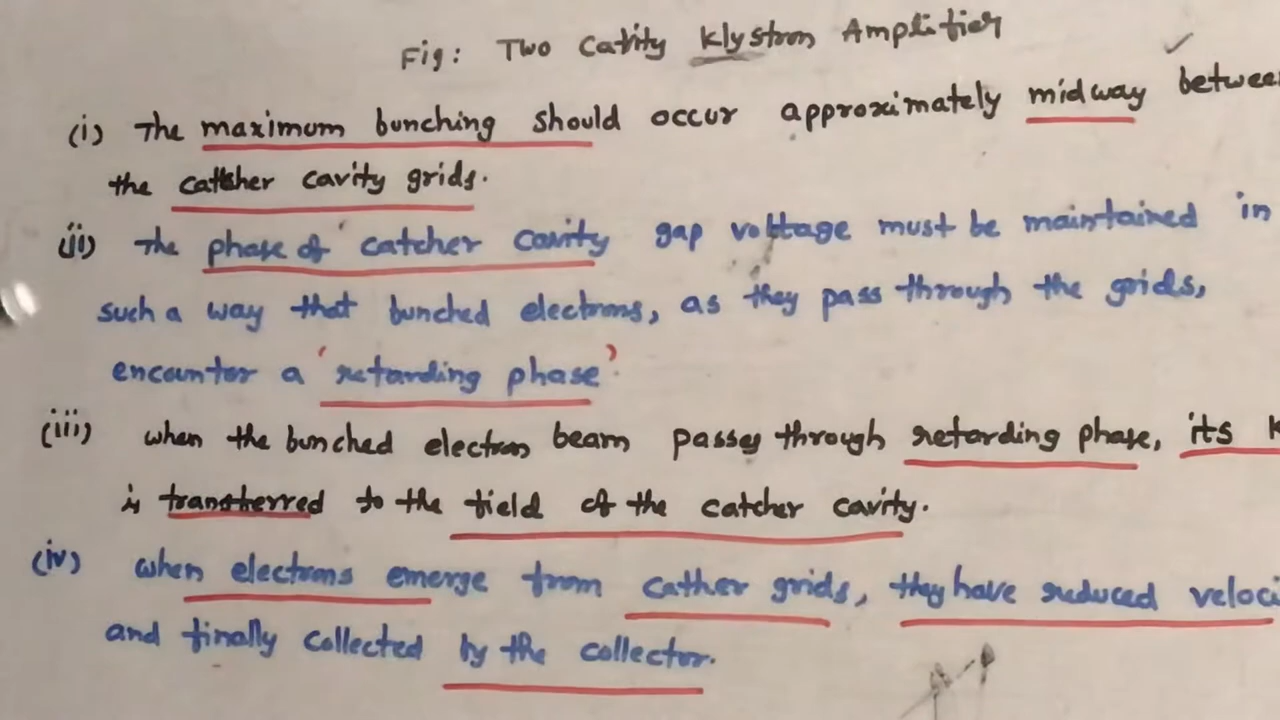 Fig: Two Cavity Klystron Amplifier
(i) The maximum bunching should occur approximately midway between
the catcher cavity grids.
(ii) The phase of catcher cavity gap voltage must be maintained in
such a way that bunched electrons, as they pass through the grids,
encounter a 'retarding phase'.
(iii) when the bunched electron beam passes through retarding phase, its K
is transferred to the field of the catcher cavity.
(iv) when electrons emerge from cather grids, they have reduced veloci
and finally collected by the collector.